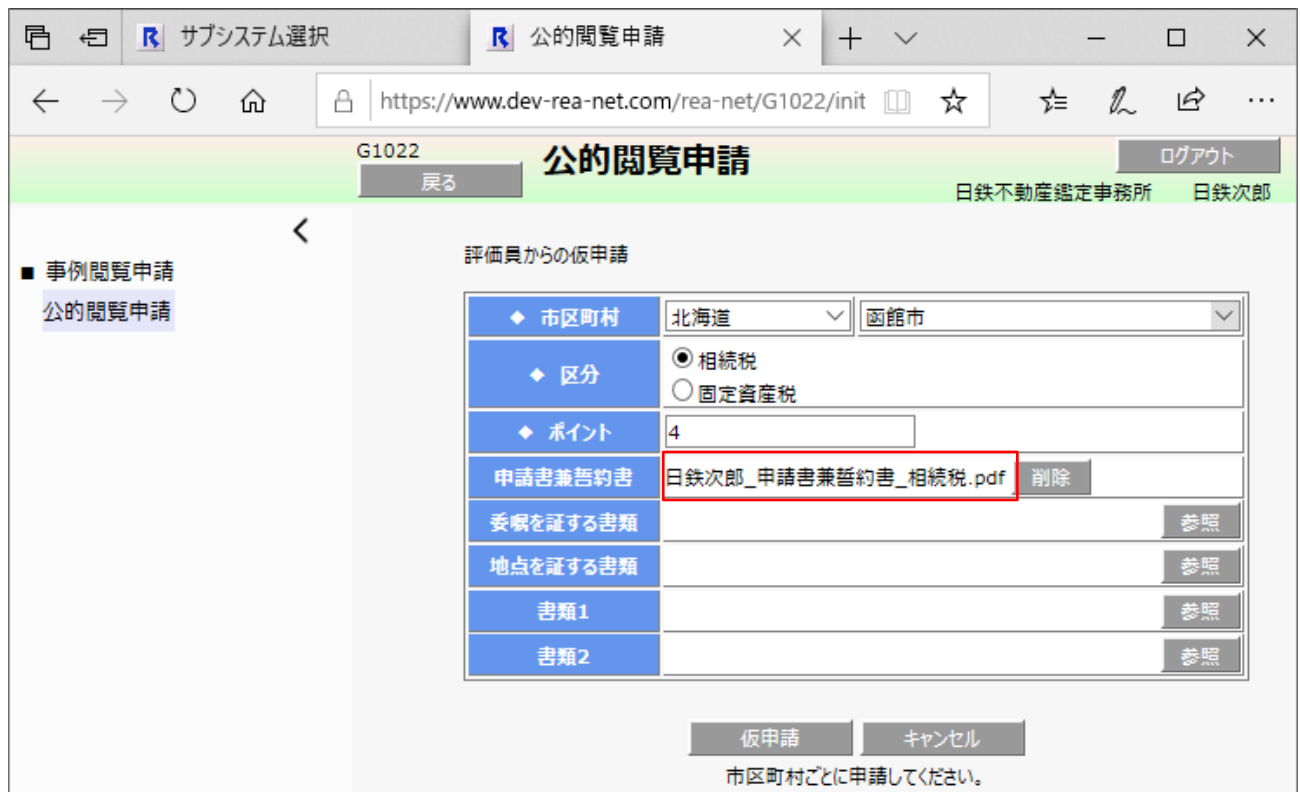 サブシステム選択
公的閲覧申請
https://www.dev-rea-net.com/rea-net/G1022/init
G1022
戻る
公的閲覧申請
ログアウト
日鉄不動産鑑定事務所 日鉄次郎
■ 事例閲覧申請
公的閲覧申請
評価員からの仮申請
◆ 市区町村 北海道 函館市
◆ 区分 相続税
固定資産税
◆ ポイント 4
申請書兼誓約書 日鉄次郎_申請書兼誓約書_相続税.pdf 削除
委嘱を証する書類 参照
地点を証する書類 参照
書類1 参照
書類2 参照
仮申請 キャンセル
市区町村ごとに申請してください。